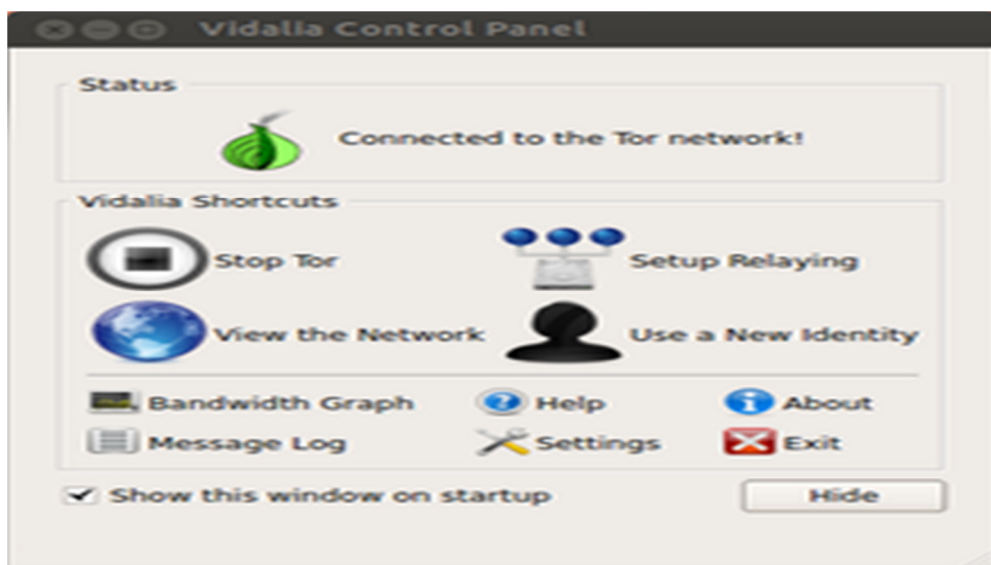 Vidalia Control Panel
Status
Connected to the Tor network!
Vidalia Shortcuts
Stop Tor
Setup Relaying
View the Network
Use a New Identity
Bandwidth Graph
Help
About
Message Log
Settings
Exit
Show this window on startup
Hide